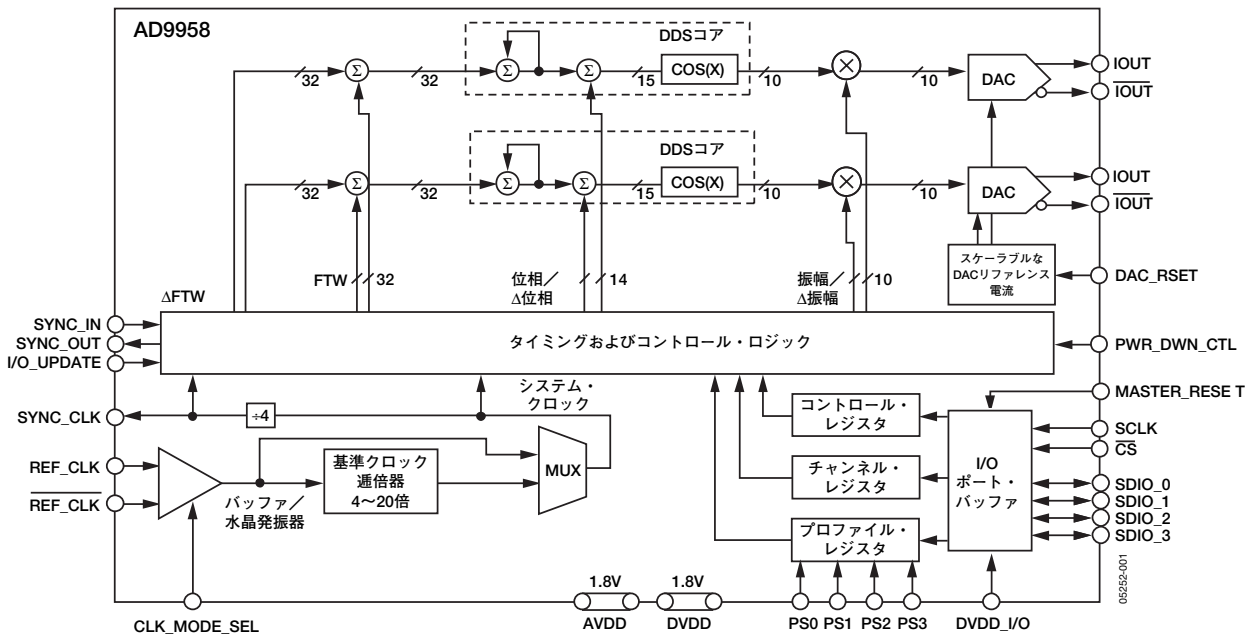 AD9958
DDSコア
32
Σ
32
Σ
Σ
15
COS(X)
10
×
10
DAC
IOUT
IOUT
DDSコア
32
Σ
32
Σ
Σ
15
COS(X)
10
×
10
DAC
IOUT
IOUT
スケーラブルな
DACリファレンス
電流
DAC_RSET
ΔFTW
FTW
32
位相／
Δ位相
14
振幅／
Δ振幅
10
SYNC_IN
SYNC_OUT
I/O_UPDATE
タイミングおよびコントロール・ロジック
PWR_DWN_CTL
システム・
クロック
SYNC_CLK
÷4
REF_CLK
REF_CLK
バッファ／
水晶発振器
基準クロック
逓倍器
4〜20倍
MUX
コントロール・
レジスタ
チャンネル・
レジスタ
プロファイル・
レジスタ
I/O
ポート・
バッファ
MASTER_RESE T
SCLK
CS
SDIO_0
SDIO_1
SDIO_2
SDIO_3
1.8V
1.8V
CLK_MODE_SEL
AVDD
DVDD
PS0 PS1 PS2 PS3
DVDD_I/O
05252-001